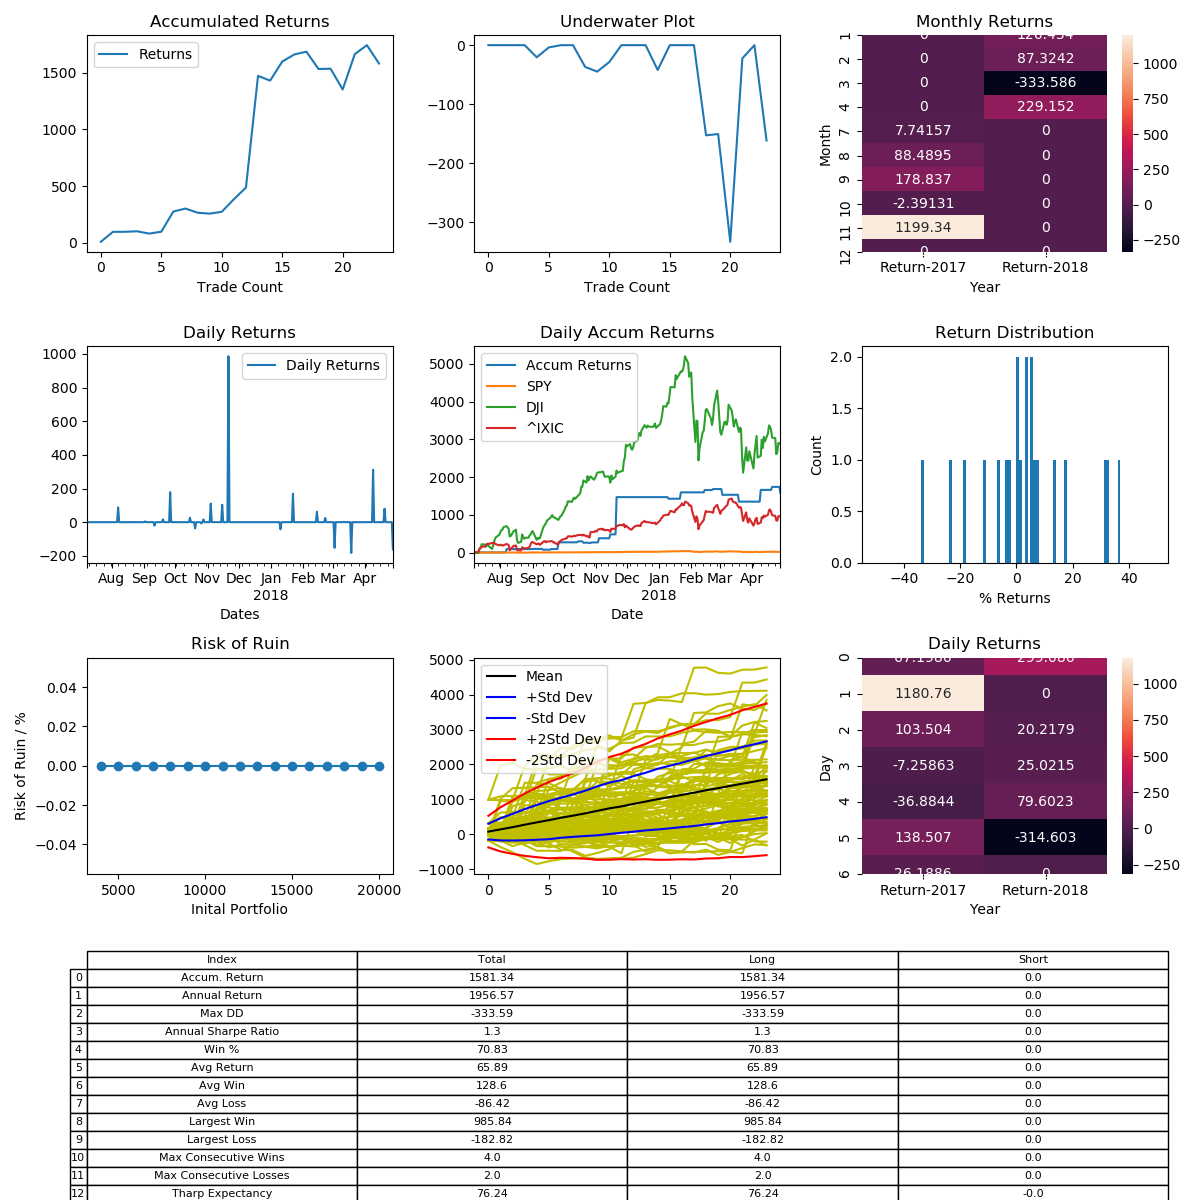 Accumulated Returns
Returns
1500
1000
500
0
0 5 10 15 20
Trade Count
Underwater Plot
0
−100
−200
−300
0 5 10 15 20
Trade Count
Monthly Returns
Month
1 0 126.454
2 0 87.3242
3 0 -333.586
4 0 229.152
7 7.74157 0
8 88.4895 0
9 178.837 0
10 -2.39131 0
11 1199.34 0
12 0 0
Return-2017 Return-2018
Year
1000
750
500
250
0
−250
Daily Returns
Daily Returns
1000
800
600
400
200
0
−200
Aug Sep Oct Nov Dec Jan Feb Mar Apr
2018
Dates
Daily Accum Returns
Accum Returns
SPY
DJI
^IXIC
5000
4000
3000
2000
1000
0
Aug Sep Oct Nov Dec Jan Feb Mar Apr
2018
Date
Return Distribution
Count
2.0
1.5
1.0
0.5
0.0
−40 −20 0 20 40
% Returns
Risk of Ruin
Risk of Ruin / %
0.04
0.02
0.00
−0.02
−0.04
5000 10000 15000 20000
Inital Portfolio
Mean
+Std Dev
-Std Dev
+2Std Dev
-2Std Dev
5000
4000
3000
2000
1000
0
−1000
0 5 10 15 20
Daily Returns
Day
0
1 1180.76 0
2 103.504 20.2179
3 -7.25863 25.0215
4 -36.8844 79.6023
5 138.507 -314.603
6 26.1886 0
Return-2017 Return-2018
Year
1000
750
500
250
0
−250
Index Total Long Short
0 Accum. Return 1581.34 1581.34 0.0
1 Annual Return 1956.57 1956.57 0.0
2 Max DD -333.59 -333.59 0.0
3 Annual Sharpe Ratio 1.3 1.3 0.0
4 Win % 70.83 70.83 0.0
5 Avg Return 65.89 65.89 0.0
6 Avg Win 128.6 128.6 0.0
7 Avg Loss -86.42 -86.42 0.0
8 Largest Win 985.84 985.84 0.0
9 Largest Loss -182.82 -182.82 0.0
10 Max Consecutive Wins 4.0 4.0 0.0
11 Max Consecutive Losses 2.0 2.0 0.0
12 Tharp Expectancy 76.24 76.24 -0.0